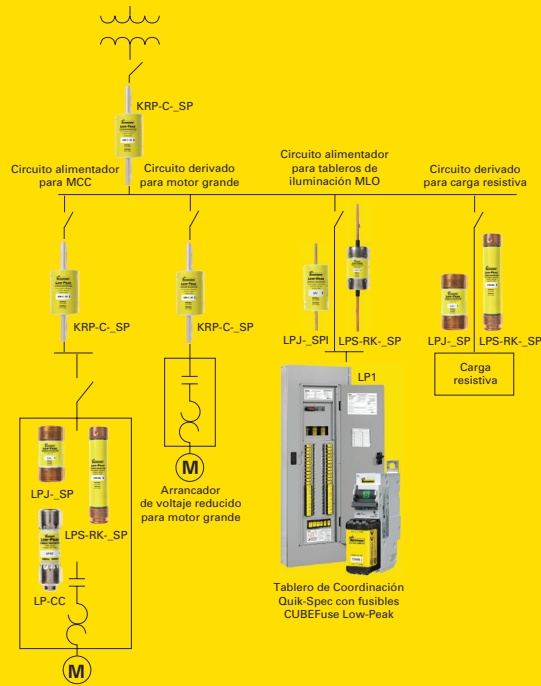 KRP-C-_SP
Circuito alimentador
para MCC
Circuito derivado
para motor grande
Circuito alimentador
para tableros de
iluminación MLO
Circuito derivado
para carga resistiva
KRP-C-_SP
KRP-C-_SP
LPJ-_SPI
LPS-RK-_SP
LPJ-_SP
LPS-RK-_SP
Carga
resistiva
LP1
M
Arrancador
de voltaje reducido
para motor grande
LPJ-_SP
LPS-RK-_SP
LP-CC
M
Tablero de Coordinación
Quik-Spec con fusibles
CUBEFuse Low-Peak